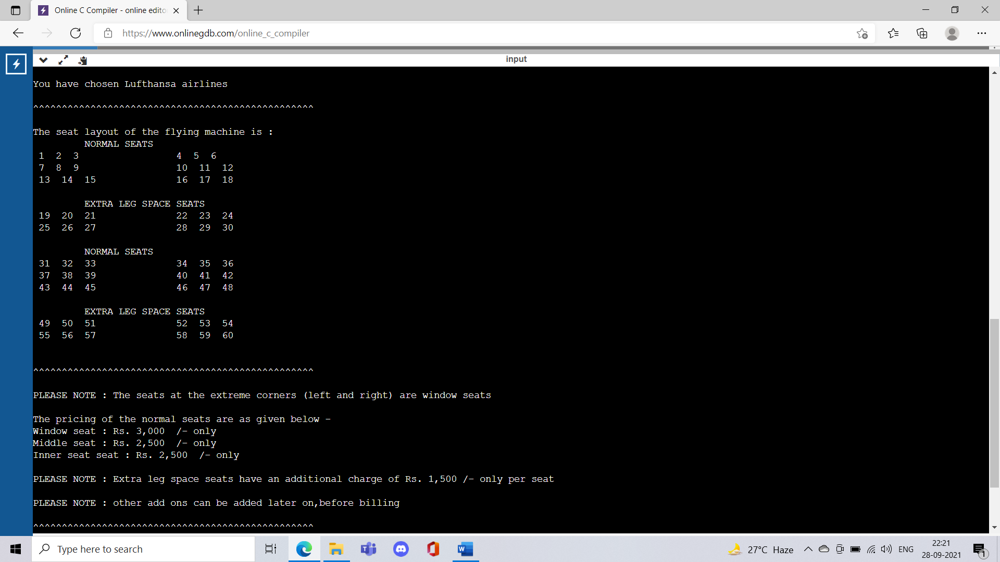 Online C Compiler - online edito
https://www.onlinegdb.com/online_c_compiler
input
You have chosen Lufthansa airlines
^^^^^^^^^^^^^^^^^^^^^^^^^^^^^^^^^^^^^^^^^^^^^^^^^
The seat layout of the flying machine is :
NORMAL SEATS
1 2 3 4 5 6
7 8 9 10 11 12
13 14 15 16 17 18
EXTRA LEG SPACE SEATS
19 20 21 22 23 24
25 26 27 28 29 30
NORMAL SEATS
31 32 33 34 35 36
37 38 39 40 41 42
43 44 45 46 47 48
EXTRA LEG SPACE SEATS
49 50 51 52 53 54
55 56 57 58 59 60
^^^^^^^^^^^^^^^^^^^^^^^^^^^^^^^^^^^^^^^^^^^^^^^^^
PLEASE NOTE : The seats at the extreme corners (left and right) are window seats
The pricing of the normal seats are as given below -
Window seat : Rs. 3,000 /- only
Middle seat : Rs. 2,500 /- only
Inner seat seat : Rs. 2,500 /- only
PLEASE NOTE : Extra leg space seats have an additional charge of Rs. 1,500 /- only per seat
PLEASE NOTE : other add ons can be added later on,before billing
^^^^^^^^^^^^^^^^^^^^^^^^^^^^^^^^^^^^^^^^^^^^^^^^^
Type here to search
27°C Haze
ENG
22:21
28-09-2021
1